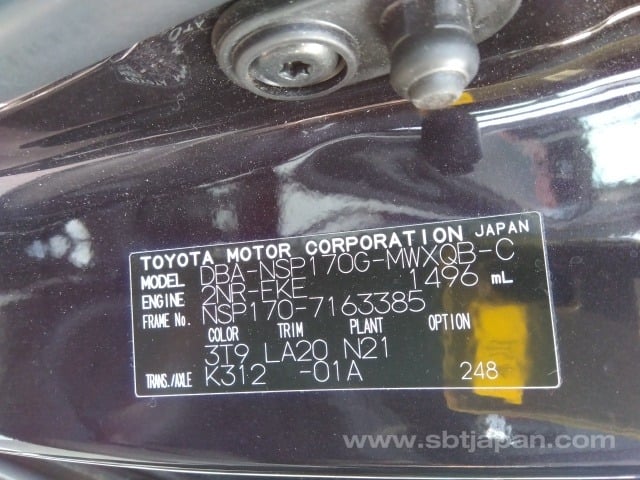 TOYOTA MOTOR CORPORATION JAPAN
MODEL DBA-NSP170G-MWXQB-C
ENGINE 2NR-EKE 1496 mL
FRAME No. NSP170-7163385
COLOR TRIM PLANT OPTION
3T9 LA20 N21
TRANS./AXLE K312 -01A 248
www.sbtjapan.com